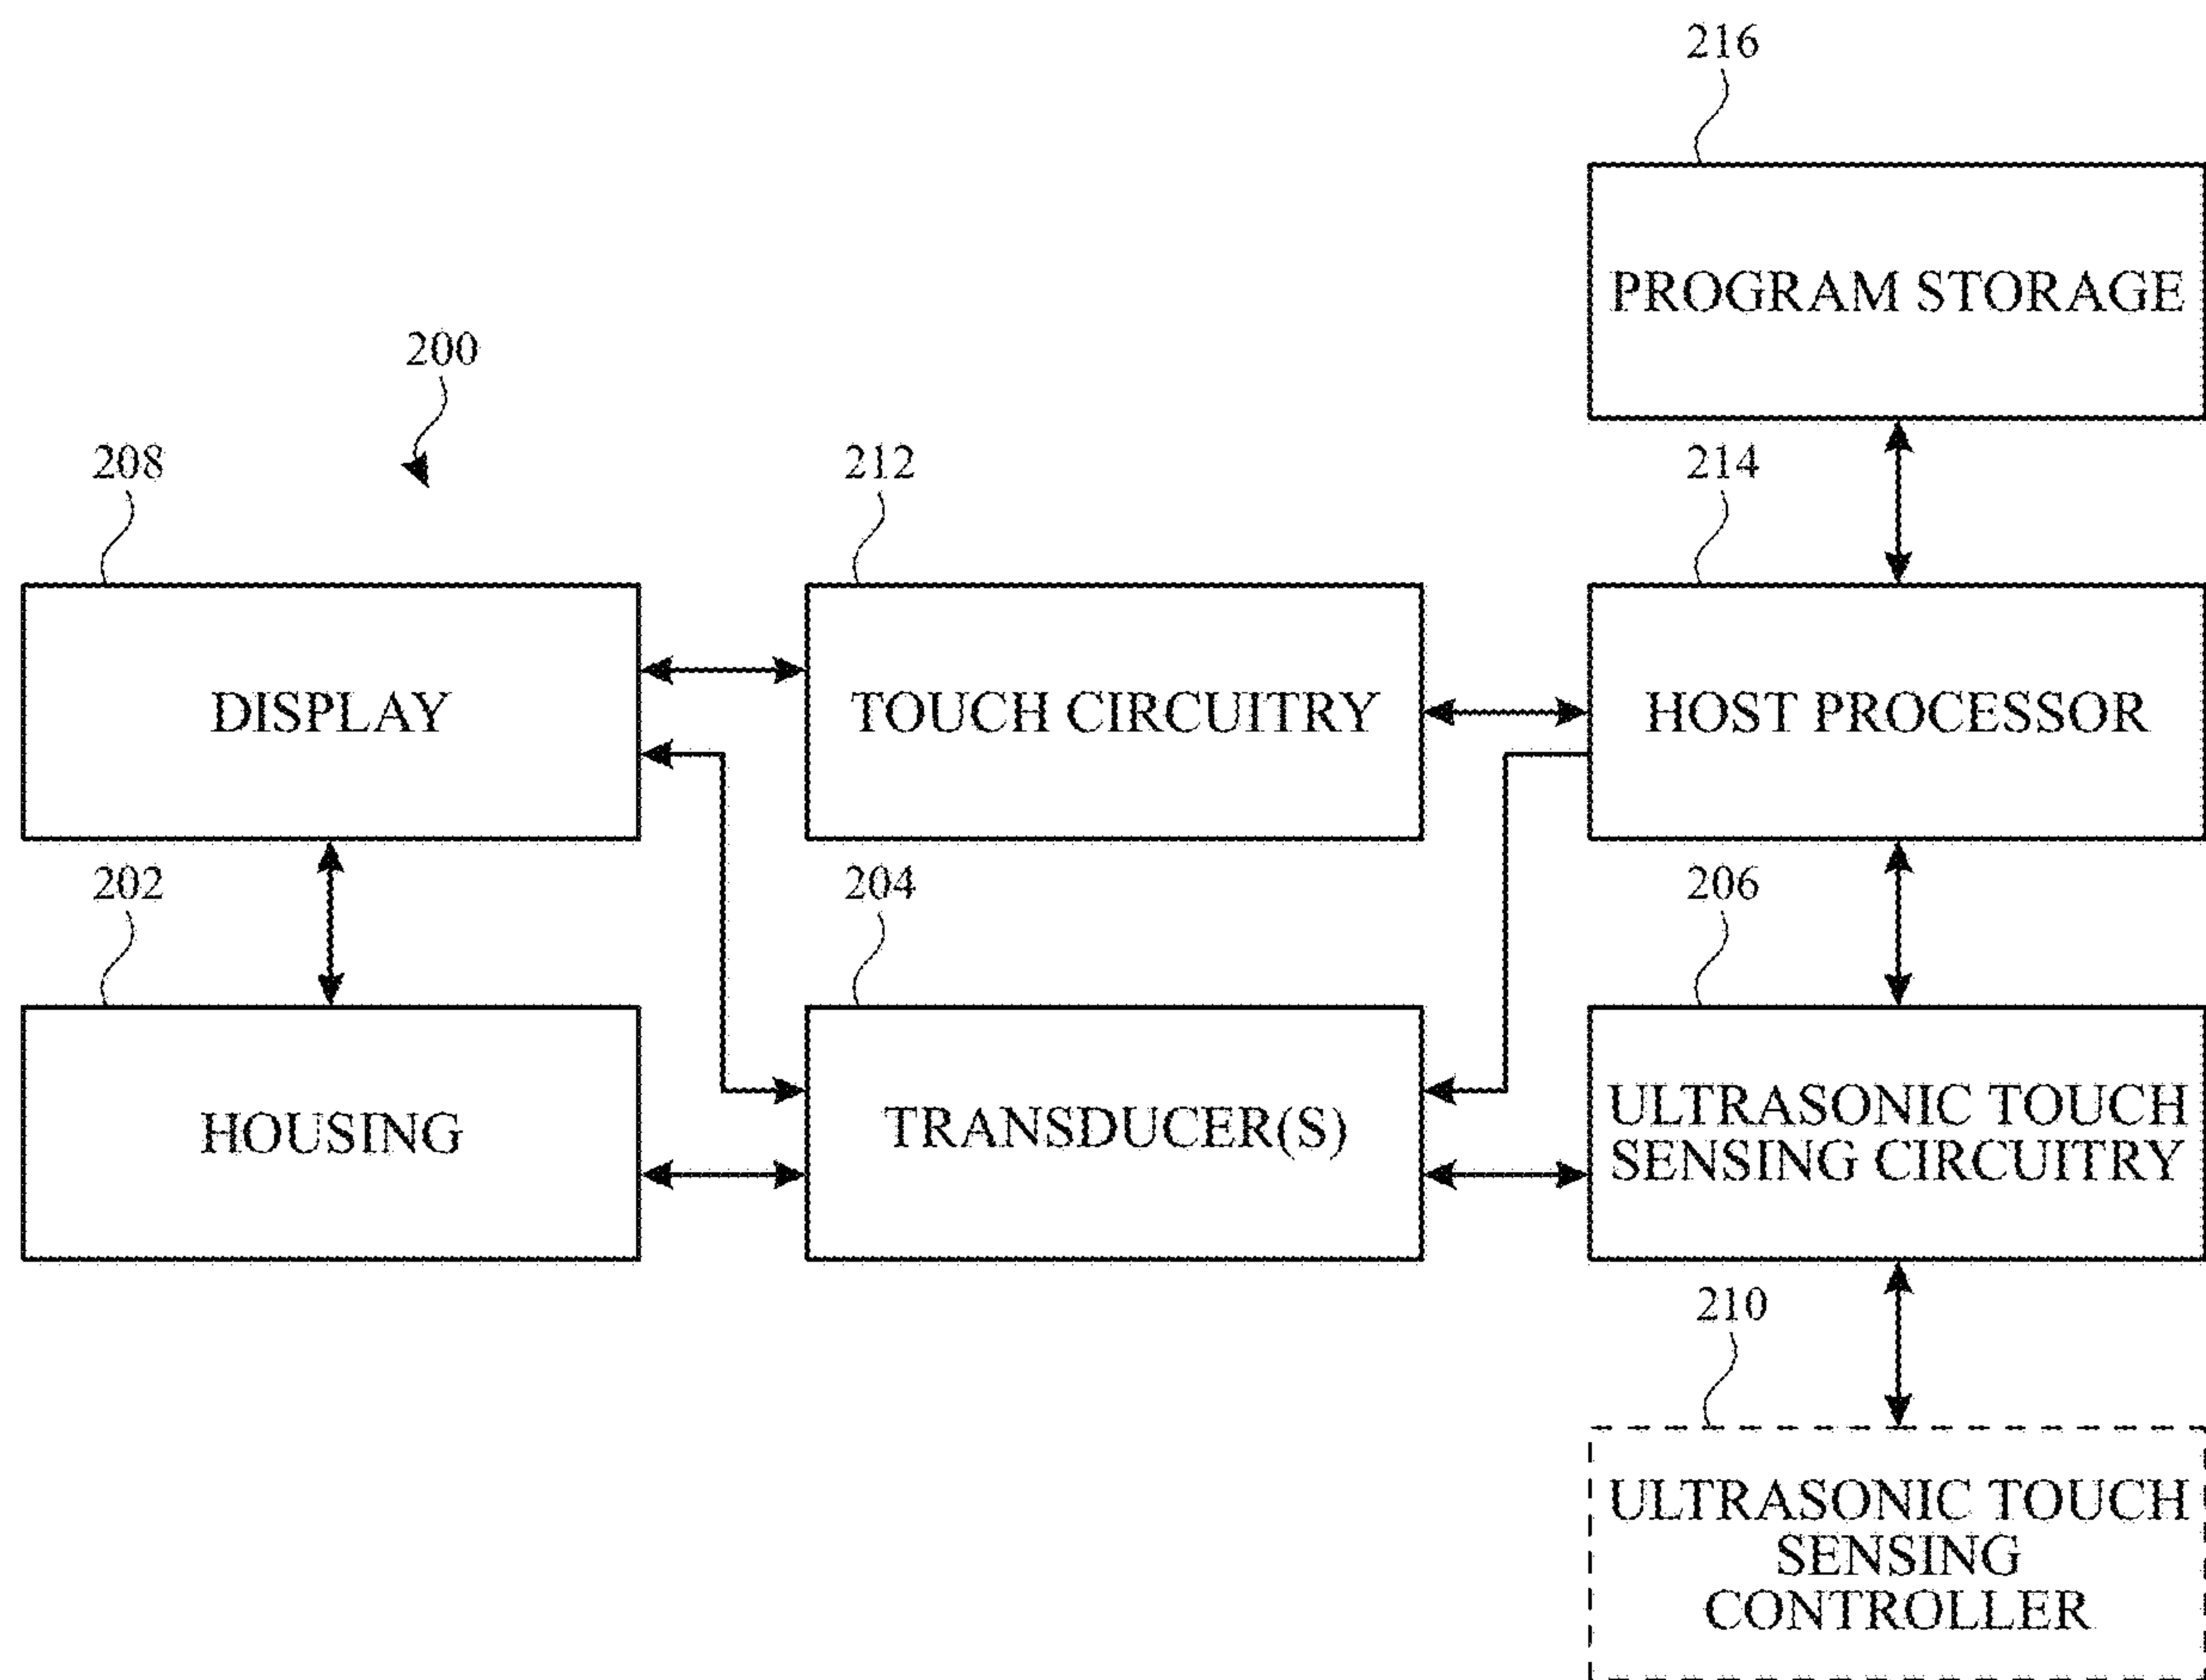 216
PROGRAM STORAGE
200
208
212
214
DISPLAY
TOUCH CIRCUITRY
HOST PROCESSOR
202
204
206
HOUSING
TRANSDUCER(S)
ULTRASONIC TOUCH
SENSING CIRCUITRY
210
ULTRASONIC TOUCH
SENSING
CONTROLLER